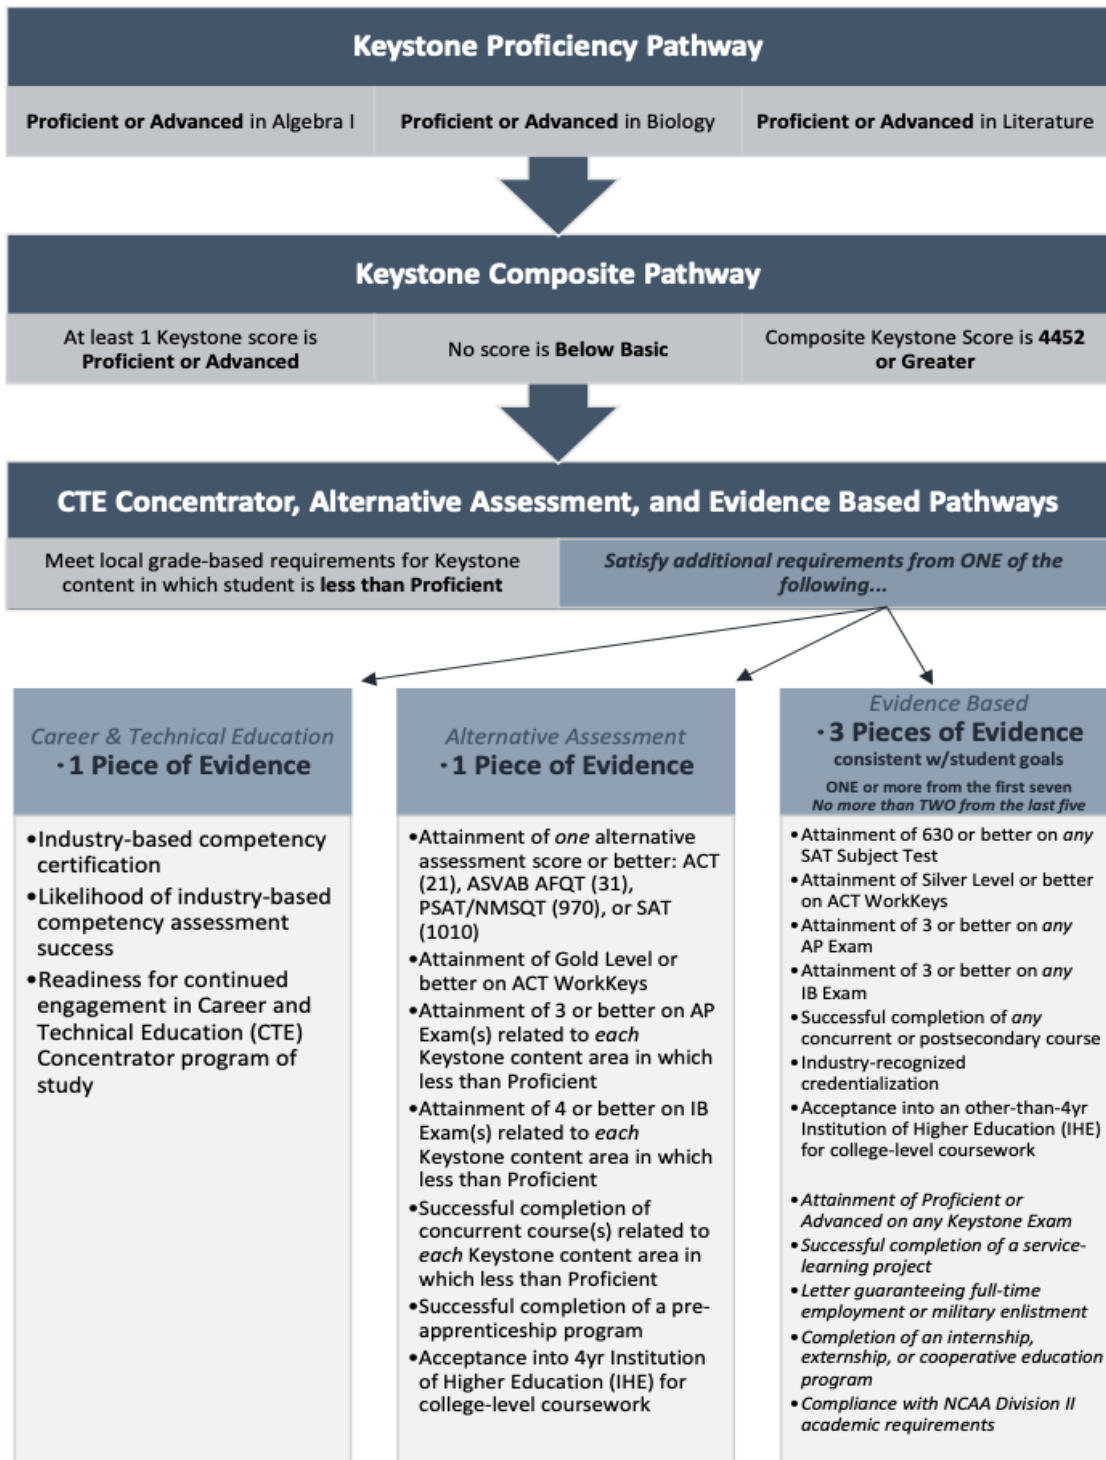 Keystone Proficiency Pathway
Proficient or Advanced in Algebra I
Proficient or Advanced in Biology
Proficient or Advanced in Literature
Keystone Composite Pathway
At least 1 Keystone score is
Proficient or Advanced
No score is Below Basic
Composite Keystone Score is 4452
or Greater
CTE Concentrator, Alternative Assessment, and Evidence Based Pathways
Meet local grade-based requirements for Keystone
content in which student is less than Proficient
Satisfy additional requirements from ONE of the
following...
Career & Technical Education
· 1 Piece of Evidence
•Industry-based competency
certification
•Likelihood of industry-based
competency assessment
success
•Readiness for continued
engagement in Career and
Technical Education (CTE)
Concentrator program of
study
Alternative Assessment
· 1 Piece of Evidence
•Attainment of one alternative
assessment score or better: ACT
(21), ASVAB AFQT (31),
PSAT/NMSQT (970), or SAT
(1010)
•Attainment of Gold Level or
better on ACT WorkKeys
•Attainment of 3 or better on AP
Exam(s) related to each
Keystone content area in which
less than Proficient
•Attainment of 4 or better on IB
Exam(s) related to each
Keystone content area in which
less than Proficient
•Successful completion of
concurrent course(s) related to
each Keystone content area in
which less than Proficient
•Successful completion of a pre-
apprenticeship program
•Acceptance into 4yr Institution
of Higher Education (IHE) for
college-level coursework
Evidence Based
· 3 Pieces of Evidence
consistent w/student goals
ONE or more from the first seven
No more than TWO from the last five
•Attainment of 630 or better on any
SAT Subject Test
•Attainment of Silver Level or better
on ACT WorkKeys
•Attainment of 3 or better on any
AP Exam
•Attainment of 3 or better on any
IB Exam
•Successful completion of any
concurrent or postsecondary course
•Industry-recognized
credentialization
•Acceptance into an other-than-4yr
Institution of Higher Education (IHE)
for college-level coursework
•Attainment of Proficient or
Advanced on any Keystone Exam
•Successful completion of a service-
learning project
•Letter guaranteeing full-time
employment or military enlistment
•Completion of an internship,
externship, or cooperative education
program
•Compliance with NCAA Division II
academic requirements